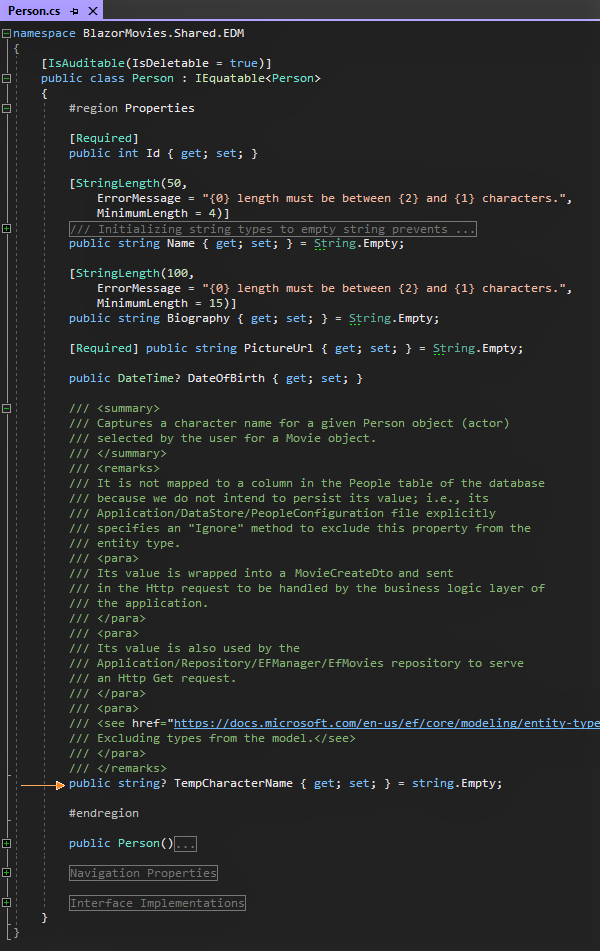 Person.cs
namespace BlazorMovies.Shared.EDM
{
[IsAuditable(IsDeletable = true)]
public class Person : IEquatable<Person>
{
#region Properties
[Required]
public int Id { get; set; }
[StringLength(50,
ErrorMessage = "{0} length must be between {2} and {1} characters.",
MinimumLength = 4)]
/// Initializing string types to empty string prevents ...
public string Name { get; set; } = String.Empty;
[StringLength(100,
ErrorMessage = "{0} length must be between {2} and {1} characters.",
MinimumLength = 15)]
public string Biography { get; set; } = String.Empty;
[Required] public string PictureUrl { get; set; } = String.Empty;
public DateTime? DateOfBirth { get; set; }
/// <summary>
/// Captures a character name for a given Person object (actor)
/// selected by the user for a Movie object.
/// </summary>
/// <remarks>
/// It is not mapped to a column in the People table of the database
/// because we do not intend to persist its value; i.e., its
/// Application/DataStore/PeopleConfiguration file explicitly
/// specifies an "Ignore" method to exclude this property from the
/// entity type.
/// <para>
/// Its value is wrapped into a MovieCreateDto and sent
/// in the Http request to be handled by the business logic layer of
/// the application.
/// </para>
/// <para>
/// Its value is also used by the
/// Application/Repository/EFManager/EfMovies repository to serve
/// an Http Get request.
/// </para>
/// <para>
/// <see href="https://docs.microsoft.com/en-us/ef/core/modeling/entity-type
/// Excluding types from the model.</see>
/// </para>
/// </remarks>
public string? TempCharacterName { get; set; } = string.Empty;
#endregion
public Person()...
Navigation Properties
Interface Implementations
}
}